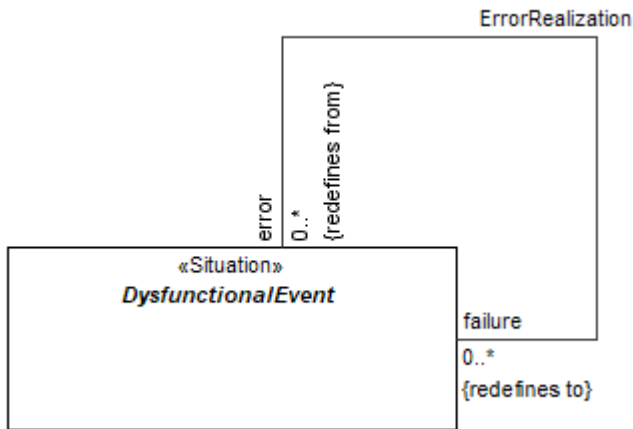 ErrorRealization
error
0..*
{redefines from}
«Situation»
DysfunctionalEvent
failure
0..*
{redefines to}